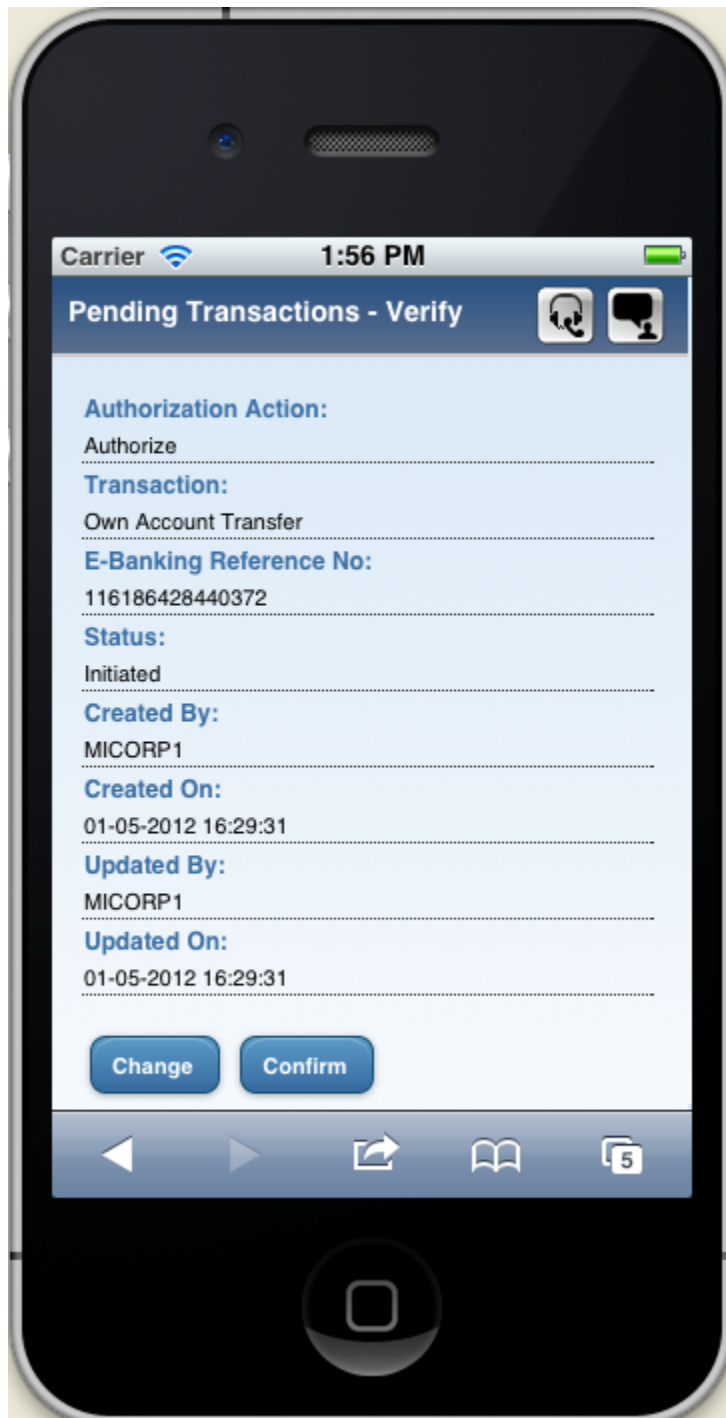 Carrier 1:56 PM
Pending Transactions - Verify
Authorization Action:
Authorize
Transaction:
Own Account Transfer
E-Banking Reference No:
116186428440372
Status:
Initiated
Created By:
MICORP1
Created On:
01-05-2012 16:29:31
Updated By:
MICORP1
Updated On:
01-05-2012 16:29:31
Change Confirm
5